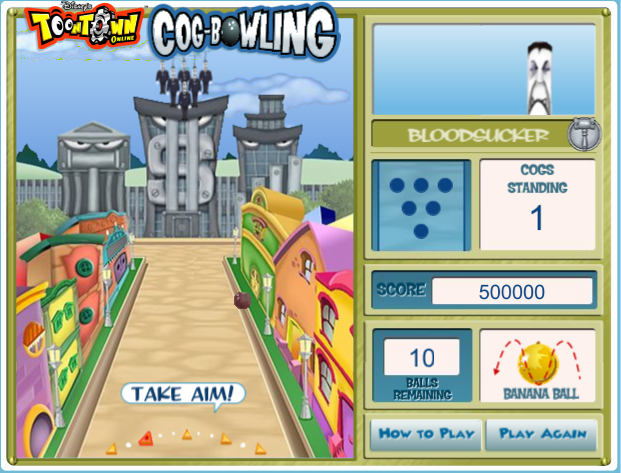 Disney's
TOONTOWN
ONLINE
COG-BOWLING
BLOODSUCKER
COGS
STANDING
1
SCORE 500000
10
BALLS
REMAINING
BANANA BALL
TAKE AIM!
HOW TO PLAY
PLAY AGAIN